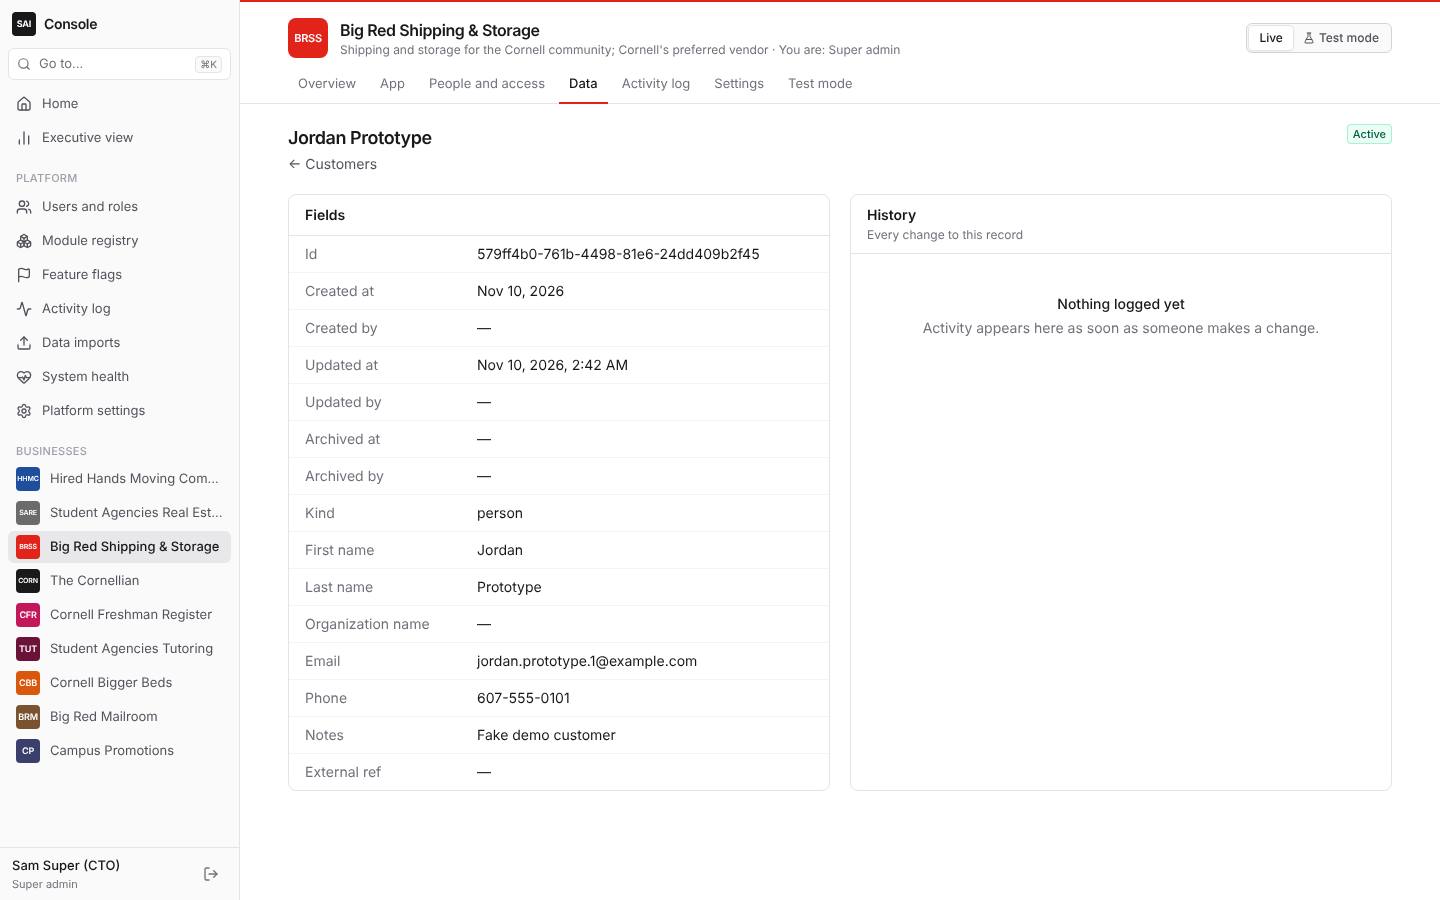 SAI Console
Go to... ⌘K
Home
Executive view
PLATFORM
Users and roles
Module registry
Feature flags
Activity log
Data imports
System health
Platform settings
BUSINESSES
HHMC Hired Hands Moving Com...
SARE Student Agencies Real Est...
BRSS Big Red Shipping & Storage
CORN The Cornellian
CFR Cornell Freshman Register
TUT Student Agencies Tutoring
CBB Cornell Bigger Beds
BRM Big Red Mailroom
CP Campus Promotions
Sam Super (CTO)
Super admin
BRSS Big Red Shipping & Storage
Shipping and storage for the Cornell community; Cornell's preferred vendor · You are: Super admin
Live Test mode
Overview App People and access Data Activity log Settings Test mode
Jordan Prototype Active
← Customers
Fields
Id 579ff4b0-761b-4498-81e6-24dd409b2f45
Created at Nov 10, 2026
Created by —
Updated at Nov 10, 2026, 2:42 AM
Updated by —
Archived at —
Archived by —
Kind person
First name Jordan
Last name Prototype
Organization name —
Email jordan.prototype.1@example.com
Phone 607-555-0101
Notes Fake demo customer
External ref —
History
Every change to this record
Nothing logged yet
Activity appears here as soon as someone makes a change.